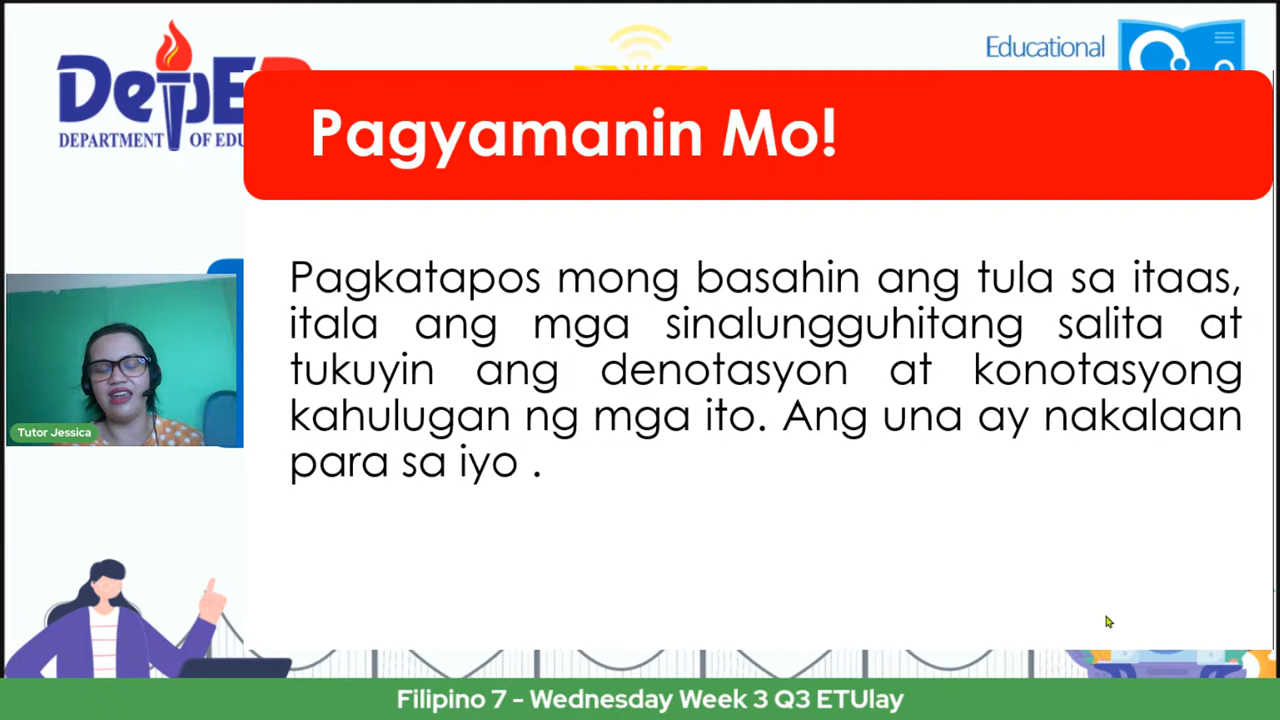 DepE
DEPARTMENT OF EDU
Educational
Pagyamanin Mo!
Pagkatapos mong basahin ang tula sa itaas,
itala ang mga sinalungguhitang salita at
tukuyin ang denotasyon at konotasyong
kahulugan ng mga ito. Ang una ay nakalaan
para sa iyo .
Tutor Jessica
Filipino 7 - Wednesday Week 3 Q3 ETUlay